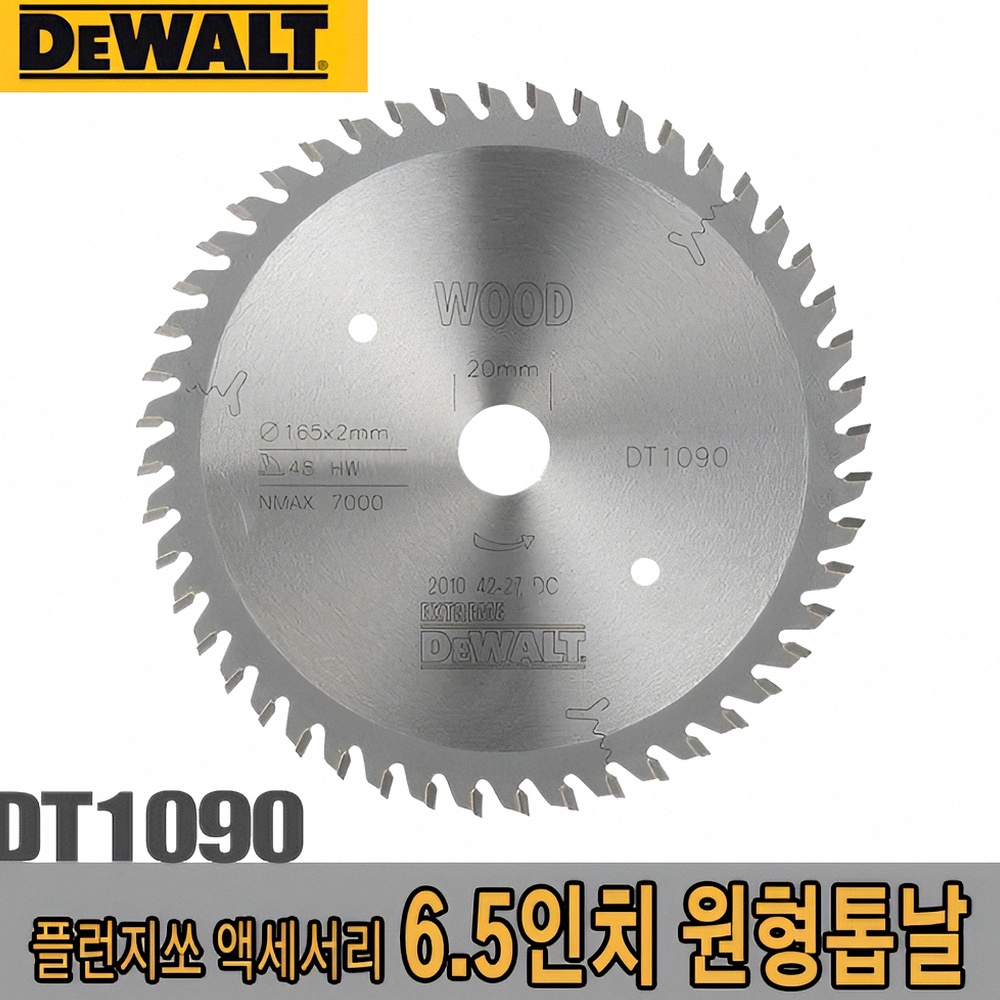 DEWALT®
WOOD
20mm
Ø 165x2mm
48 HW
NMAX 7000
DT1090
2010 42-27 DC
EXTREME
DEWALT.
DT1090
플런지쏘 액세서리 6.5인치 원형톱날